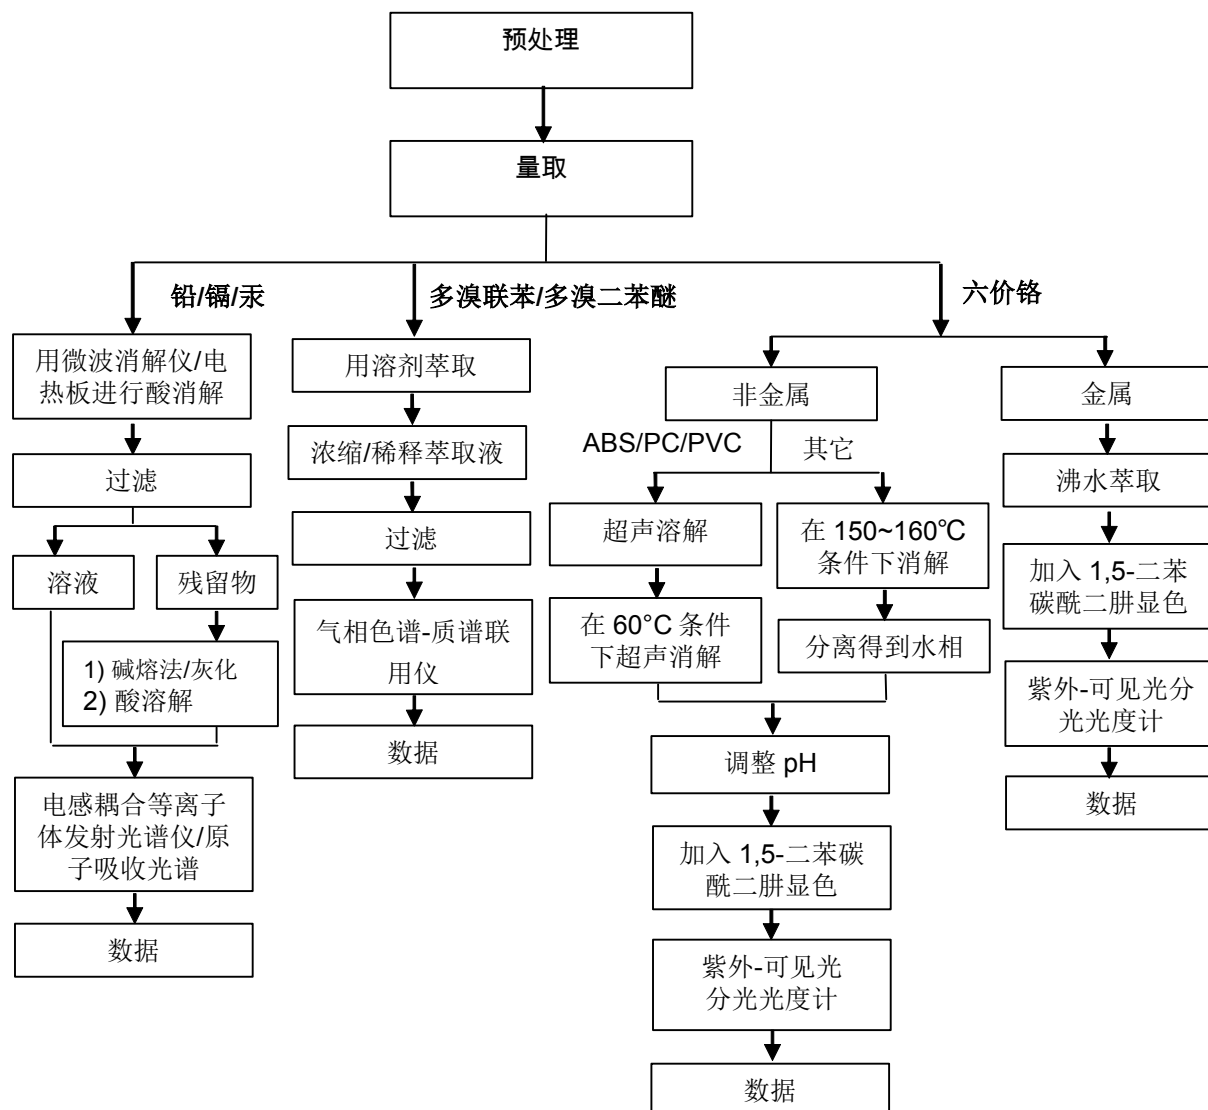 预处理
量取
铅/镉/汞
多溴联苯/多溴二苯醚
六价铬
用微波消解仪/电
热板进行酸消解
过滤
溶液
残留物
1) 碱熔法/灰化
2) 酸溶解
电感耦合等离子
体发射光谱仪/原
子吸收光谱
数据
用溶剂萃取
浓缩/稀释萃取液
过滤
气相色谱-质谱联
用仪
数据
非金属
ABS/PC/PVC
其它
超声溶解
在 60°C 条件
下超声消解
在 150~160℃
条件下消解
分离得到水相
调整 pH
加入 1,5-二苯碳
酰二肼显色
紫外-可见光
分光光度计
数据
金属
沸水萃取
加入 1,5-二苯
碳酰二肼显色
紫外-可见光分
光光度计
数据